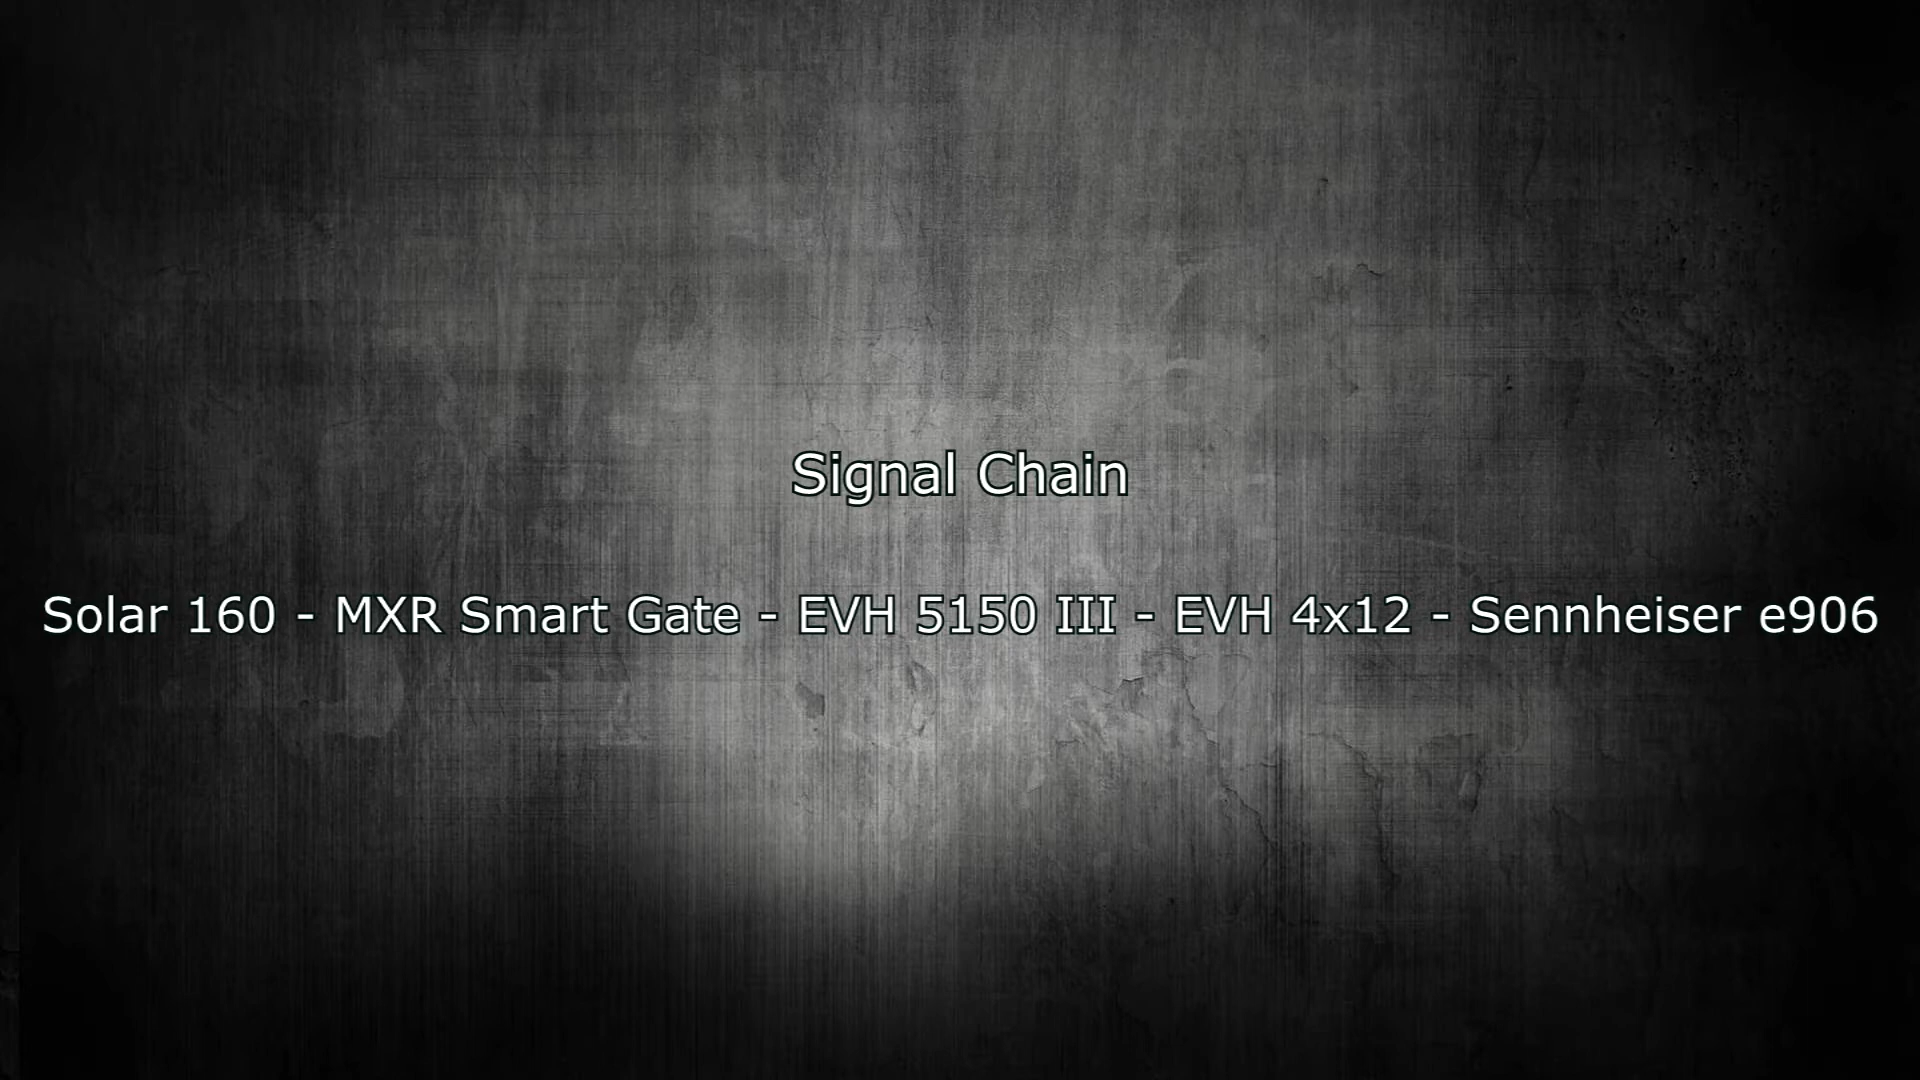 Signal Chain
Solar 160 - MXR Smart Gate - EVH 5150 III - EVH 4x12 - Sennheiser e906